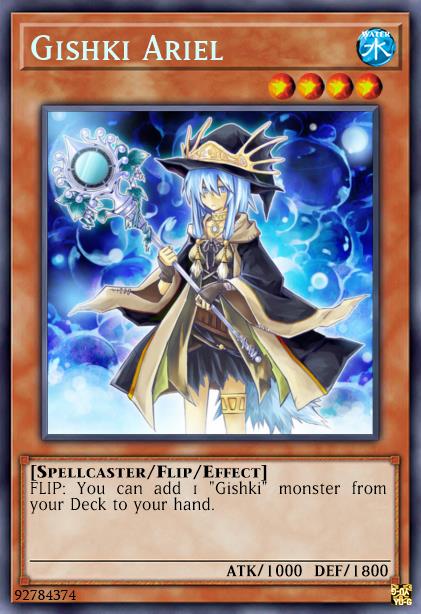 Gishki Ariel
WATER
水
[Spellcaster/Flip/Effect]
FLIP: You can add 1 "Gishki" monster from
your Deck to your hand.
ATK/1000 DEF/1800
92784374